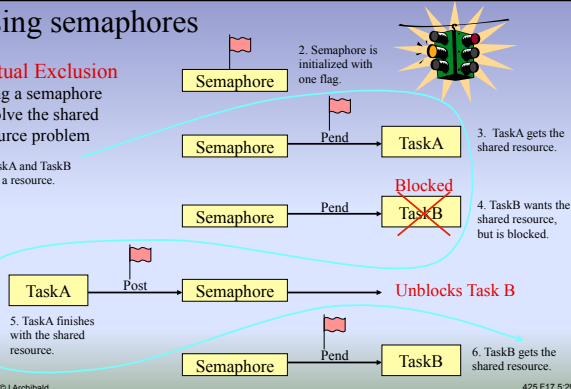 sing semaphores
tual Exclusion
g a semaphore
olve the shared
urce problem
skA and TaskB
a resource.
Semaphore
2. Semaphore is
initialized with
one flag.
Semaphore
Pend
TaskA
3. TaskA gets the
shared resource.
Blocked
Semaphore
Pend
TaskB
4. TaskB wants the
shared resource,
but is blocked.
TaskA
Post
Semaphore
Unblocks Task B
5. TaskA finishes
with the shared
resource.
Semaphore
Pend
TaskB
6. TaskB gets the
shared resource.
© J Archibald
425 F17 5:20